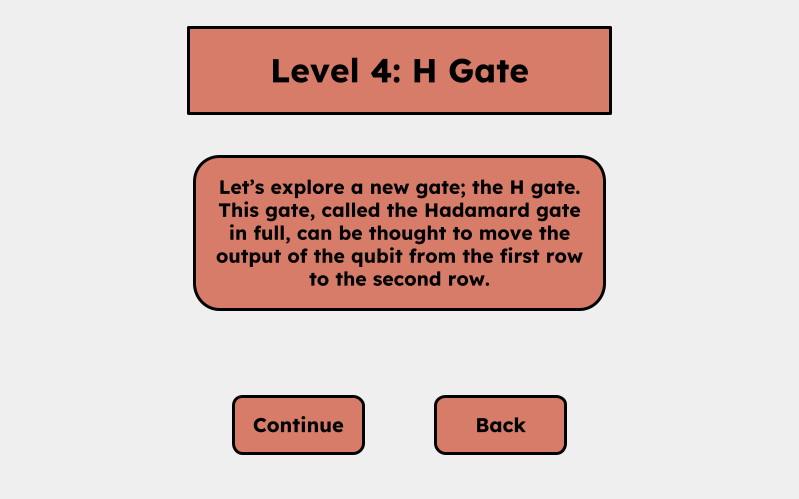 Level 4: H Gate
Let’s explore a new gate; the H gate.
This gate, called the Hadamard gate
in full, can be thought to move the
output of the qubit from the first row
to the second row.
Continue
Back